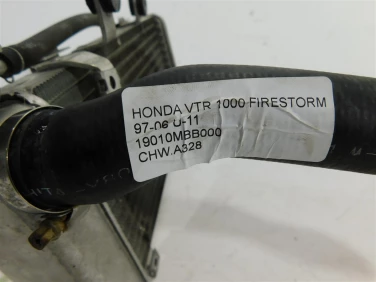 HONDA VTR 1000 FIRESTORM
97-06 U-11
19010MBB000
CHW.A328